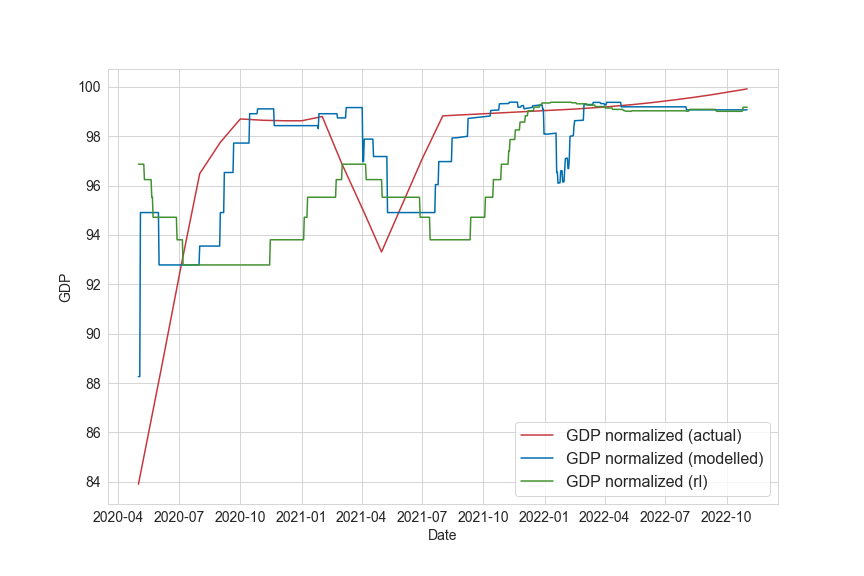 100
98
96
94
92
90
88
86
84
GDP
GDP normalized (actual)
GDP normalized (modelled)
GDP normalized (rl)
2020-04 2020-07 2020-10 2021-01 2021-04 2021-07 2021-10 2022-01 2022-04 2022-07 2022-10
Date